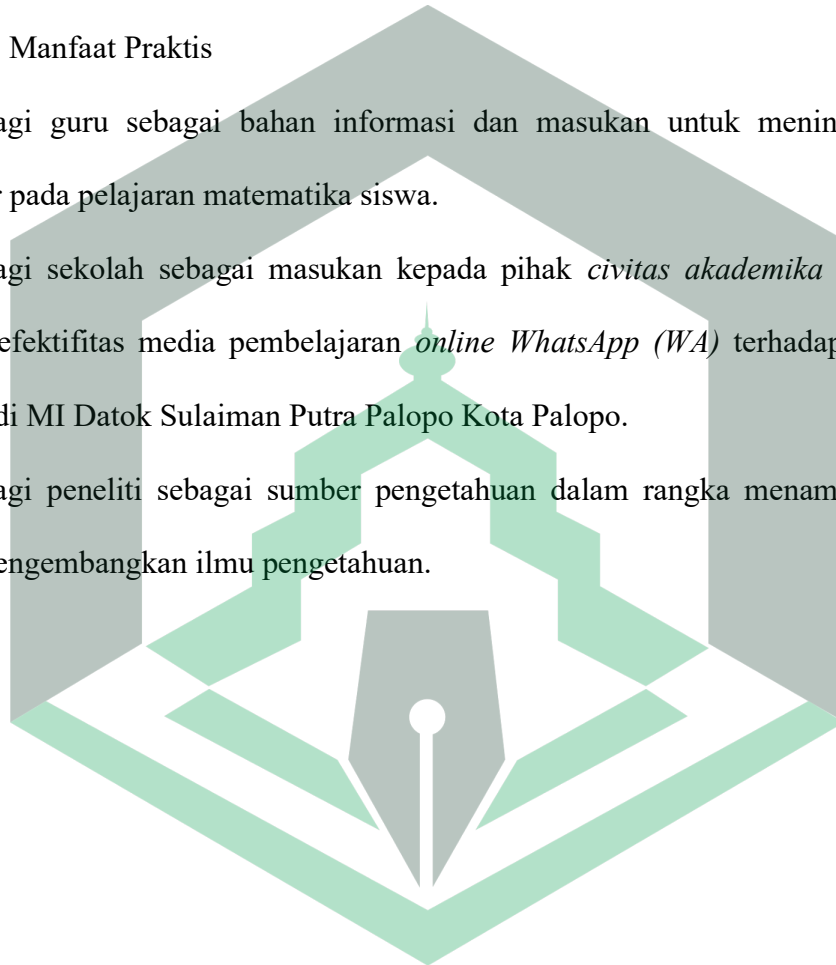 Manfaat Praktis
agi guru sebagai bahan informasi dan masukan untuk menin
r pada pelajaran matematika siswa.
agi sekolah sebagai masukan kepada pihak civitas akademika
efektifitas media pembelajaran online WhatsApp (WA) terhadap
di MI Datok Sulaiman Putra Palopo Kota Palopo.
agi peneliti sebagai sumber pengetahuan dalam rangka menam
engembangkan ilmu pengetahuan.